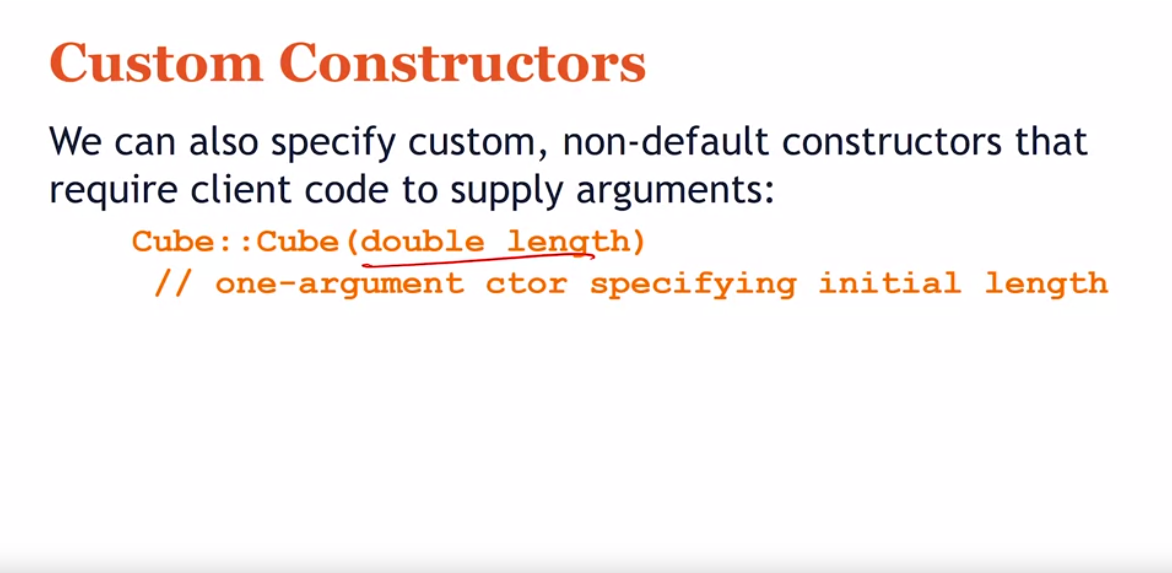 Custom Constructors
We can also specify custom, non-default constructors that
require client code to supply arguments:
Cube::Cube(double length)
// one-argument ctor specifying initial length